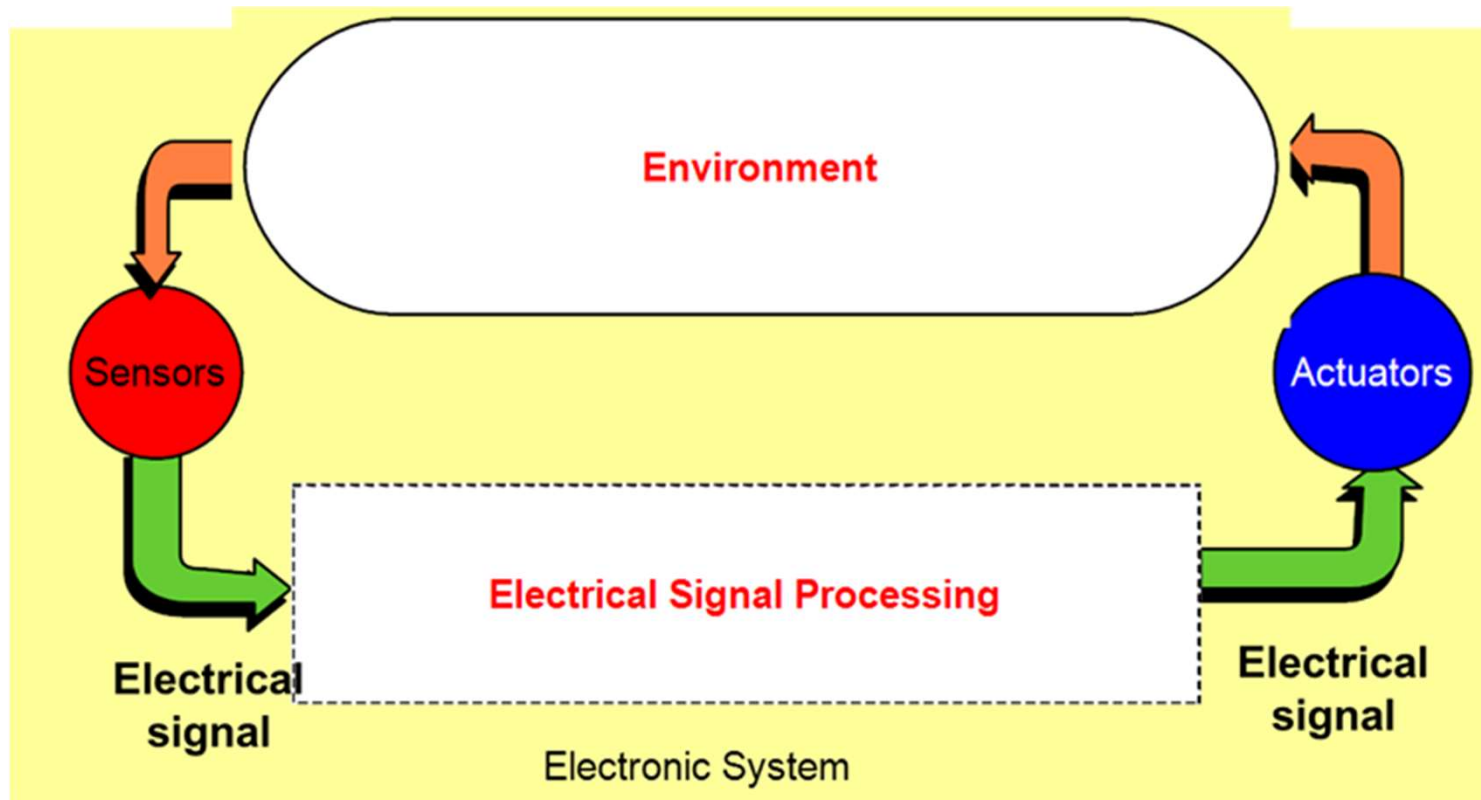 Environment
Sensors
Actuators
Electrical Signal Processing
Electrical
signal
Electrical
signal
Electronic System